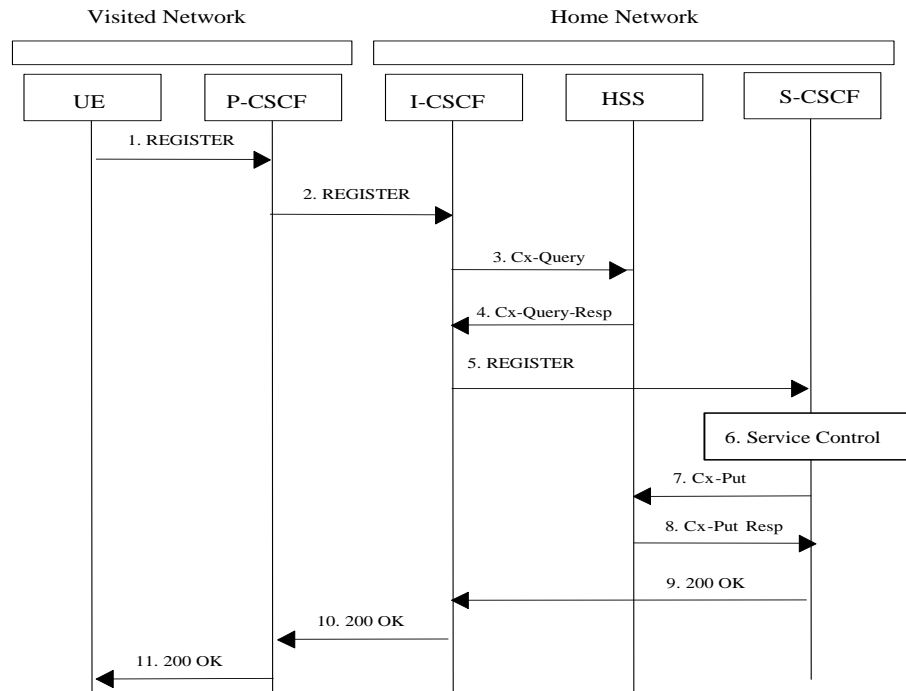 Visited Network
Home Network
UE
P-CSCF
I-CSCF
HSS
S-CSCF
1. REGISTER
2. REGISTER
3. Cx-Query
4. Cx-Query-Resp
5. REGISTER
6. Service Control
7. Cx-Put
8. Cx-Put Resp
9. 200 OK
10. 200 OK
11. 200 OK